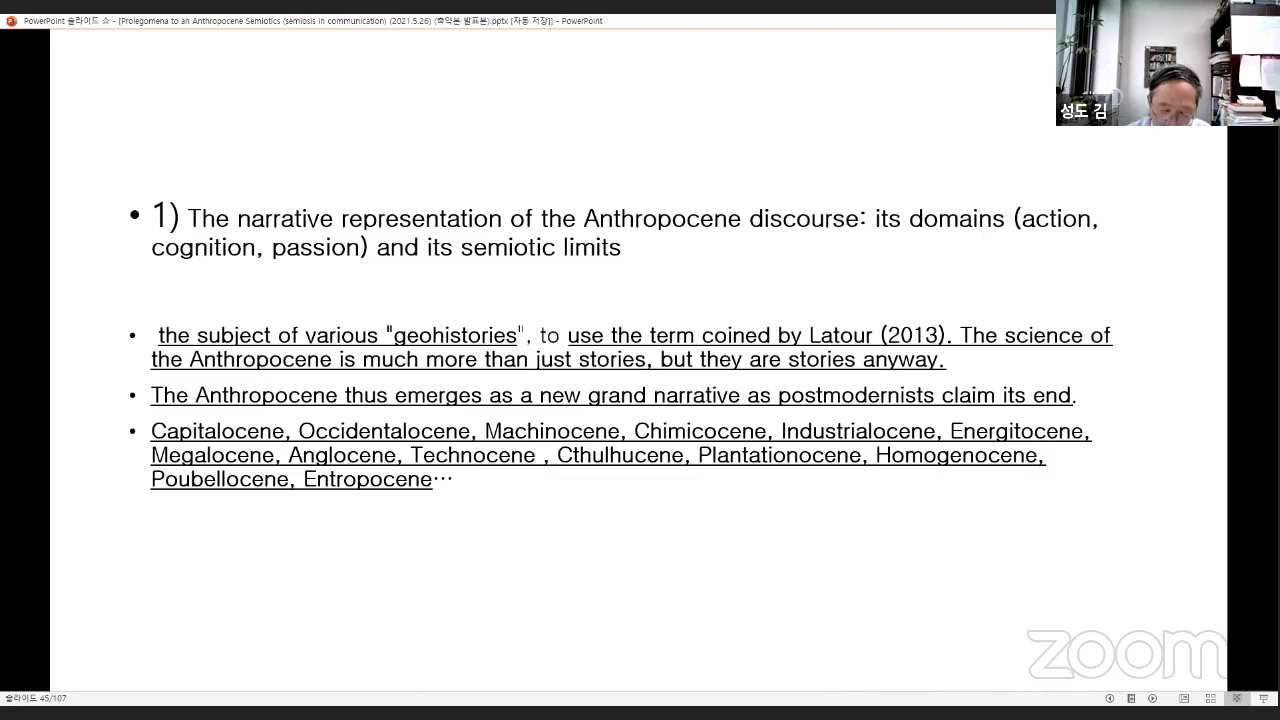 PowerPoint 슬라이드 쇼 - [Prolegomena to an Anthropocene Semiotics (semiosis in communication) (2021.5.26) (축약본 발표본).pptx [자동 저장]] - PowerPoint
성도 김
• 1) The narrative representation of the Anthropocene discourse: its domains (action,
cognition, passion) and its semiotic limits
• the subject of various "geohistories", to use the term coined by Latour (2013). The science of
the Anthropocene is much more than just stories, but they are stories anyway.
• The Anthropocene thus emerges as a new grand narrative as postmodernists claim its end.
• Capitalocene, Occidentalocene, Machinocene, Chimicocene, Industrialocene, Energitocene,
Megalocene, Anglocene, Technocene , Cthulhucene, Plantationocene, Homogenocene,
Poubellocene, Entropocene…
zoom
슬라이드 45/107